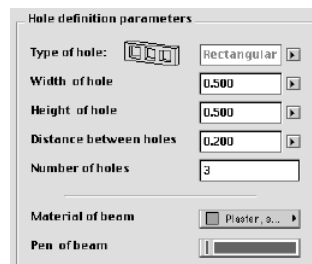 Hole definition parameters
Type of hole: Rectangular
Width of hole 0.500
Height of hole 0.500
Distance between holes 0.200
Number of holes 3
Material of beam Plaster, s...
Pen of beam